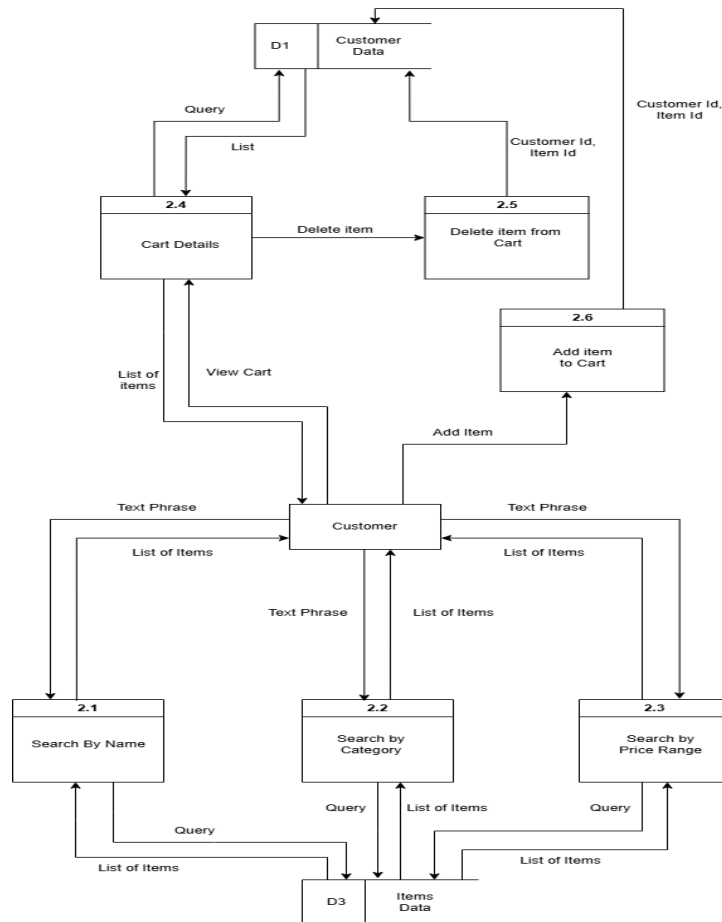 D1
Customer
Data
Query
List
Customer Id,
Item Id
Customer Id,
Item Id
2.4
Cart Details
Delete item
2.5
Delete item from
Cart
2.6
Add item
to Cart
List of
items
View Cart
Add Item
Text Phrase
Customer
Text Phrase
List of Items
List of Items
Text Phrase
List of Items
2.1
Search By Name
2.2
Search by
Category
2.3
Search by
Price Range
Query
List of Items
Query
List of Items
Query
List of Items
D3
Items
Data